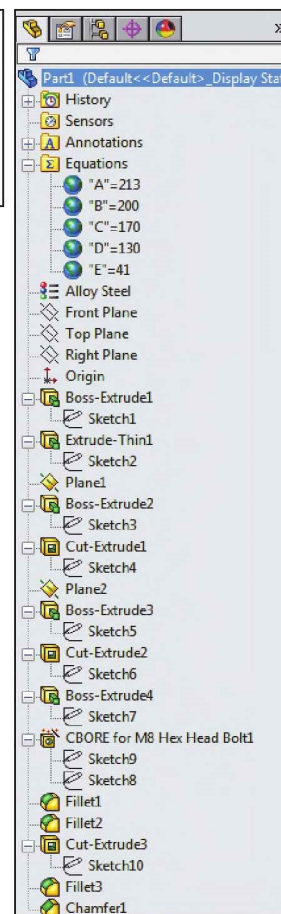 »
Part1 (Default<<Default>_Display Stat
History
Sensors
A Annotations
Σ Equations
"A"=213
"B"=200
"C"=170
"D"=130
"E"=41
Alloy Steel
Front Plane
Top Plane
Right Plane
Origin
Boss-Extrude1
Sketch1
Extrude-Thin1
Sketch2
Plane1
Boss-Extrude2
Sketch3
Cut-Extrude1
Sketch4
Plane2
Boss-Extrude3
Sketch5
Cut-Extrude2
Sketch6
Boss-Extrude4
Sketch7
CBORE for M8 Hex Head Bolt1
Sketch9
Sketch8
Fillet1
Fillet2
Cut-Extrude3
Sketch10
Fillet3
Chamfer1